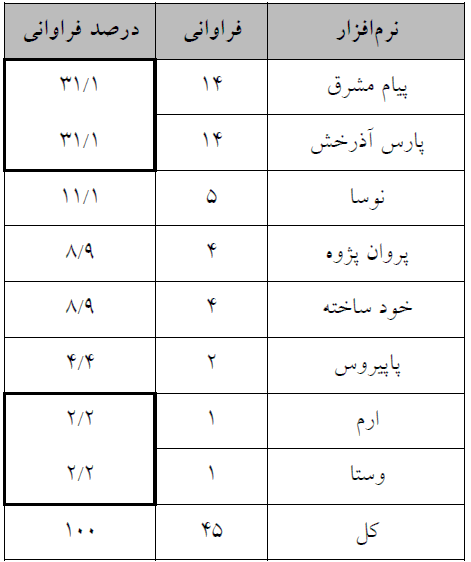 نرم‌افزار فراوانی درصد فراوانی
پیام مشرق ۱۴ ۳۱/۱
پارس آذرخش ۱۴ ۳۱/۱
نوسا ۵ ۱۱/۱
پروان پژوه ۴ ۸/۹
خود ساخته ۴ ۸/۹
پاپیروس ۲ ۴/۴
ارم ۱ ۲/۲
وستا ۱ ۲/۲
کل ۴۵ ۱۰۰